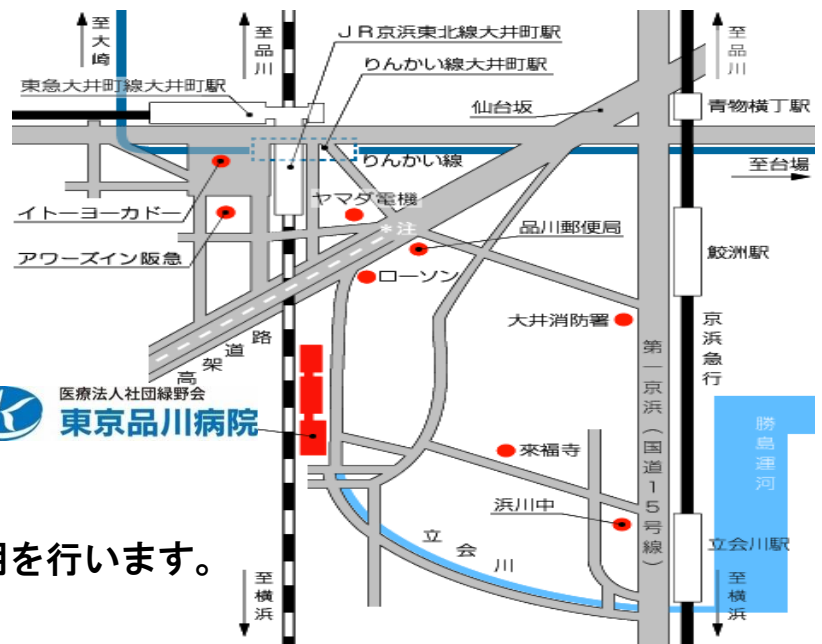 至大崎
至品川
JR京浜東北線大井町駅
至品川
りんかい線大井町駅
東急大井町線大井町駅
仙台坂
青物横丁駅
りんかい線
至台場
イトーヨーカドー
ヤマダ電機
*注
品川郵便局
アワーズイン阪急
鮫洲駅
ローソン
大井消防署
高架道路
京浜急行
第一京浜(国道15号線)
医療法人社団緑野会
東京品川病院
勝島運河
來福寺
浜川中
を行います。
立会川
立会川駅
至横浜
至横浜